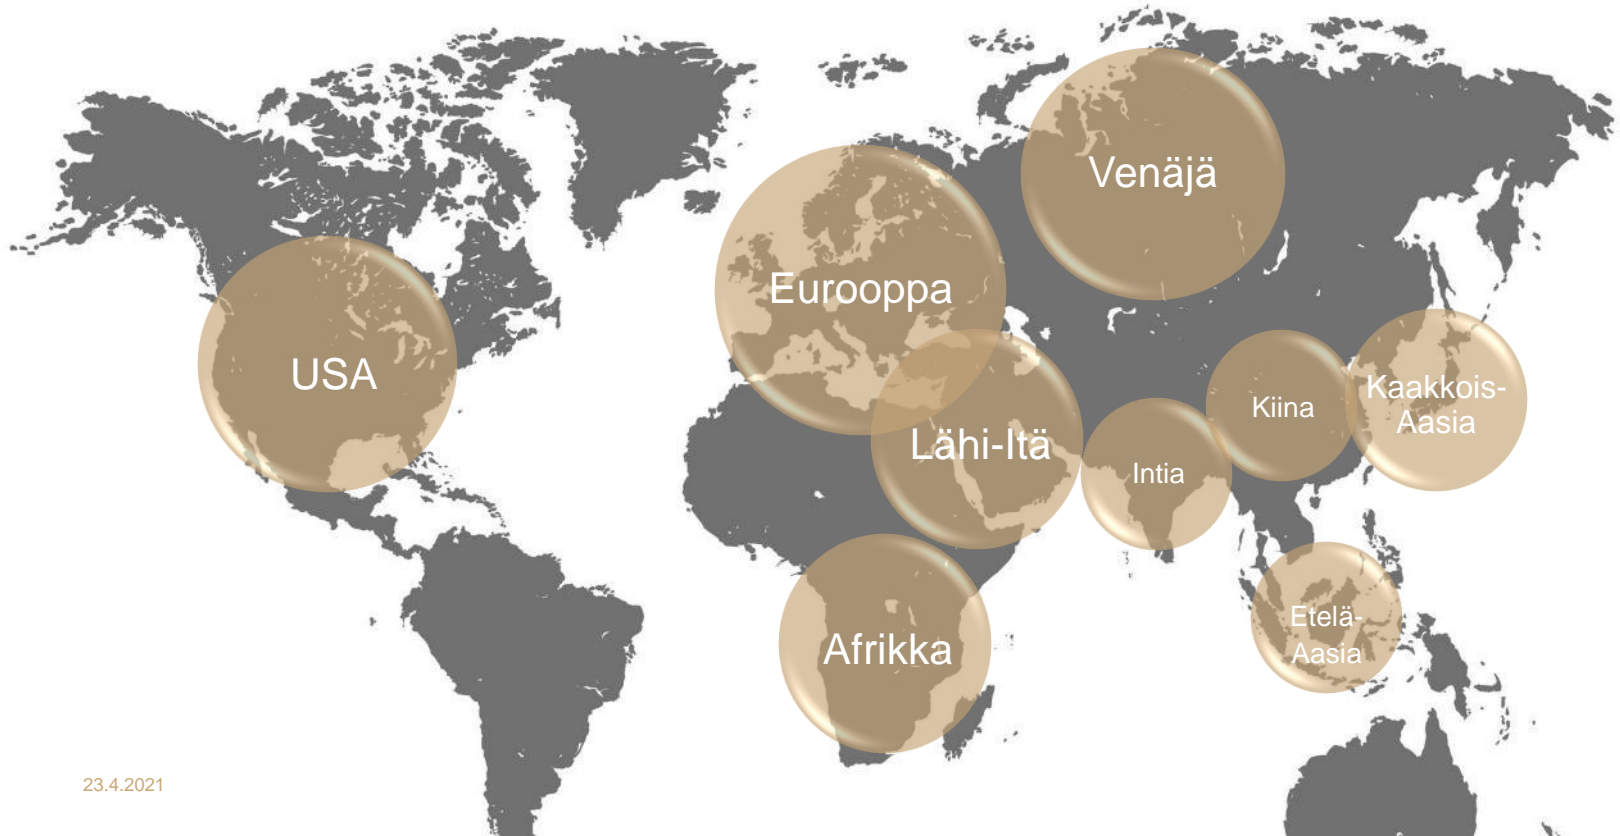 Venäjä
Eurooppa
USA
Lähi-Itä
Kiina
Kaakkois-
Aasia
Intia
Afrikka
Etelä-
Aasia
23.4.2021